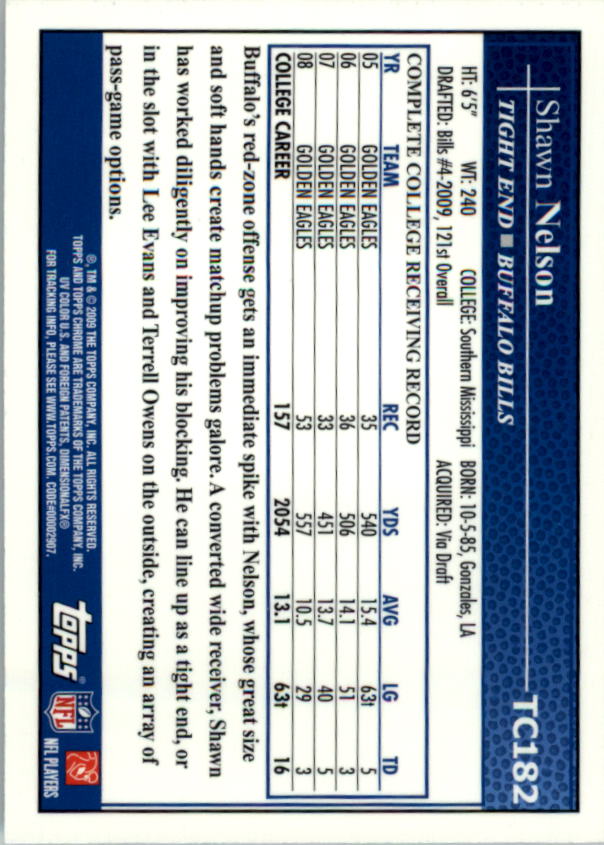 Shawn Nelson
TC182
TIGHT END ■ BUFFALO BILLS
HT: 6'5" WT: 240 COLLEGE: Southern Mississippi BORN: 10-5-85, Gonzales, LA
DRAFTED: Bills #4-2009, 121st Overall ACQUIRED: Via Draft
COMPLETE COLLEGE RECEIVING RECORD
YR TEAM REC YDS AVG LG TD
05 GOLDEN EAGLES 35 540 15.4 63t 5
06 GOLDEN EAGLES 36 506 14.1 51 3
07 GOLDEN EAGLES 33 451 13.7 40 5
08 GOLDEN EAGLES 53 557 10.5 29 3
COLLEGE CAREER 157 2054 13.1 63t 16
Buffalo's red-zone offense gets an immediate spike with Nelson, whose great size
and soft hands create matchup problems galore. A converted wide receiver, Shawn
has worked diligently on improving his blocking. He can line up as a tight end, or
in the slot with Lee Evans and Terrell Owens on the outside, creating an array of
pass-game options.
®, TM & © 2009 THE TOPPS COMPANY, INC. ALL RIGHTS RESERVED.
TOPPS AND TOPPS CHROME ARE TRADEMARKS OF THE TOPPS COMPANY, INC.
UV COLOR U.S. AND FOREIGN PATENTS, DIMENSIONALFX®
FOR TRACKING INFO, PLEASE SEE WWW.TOPPS.COM. CODE#00002907.
topps
NFL
NFL PLAYERS